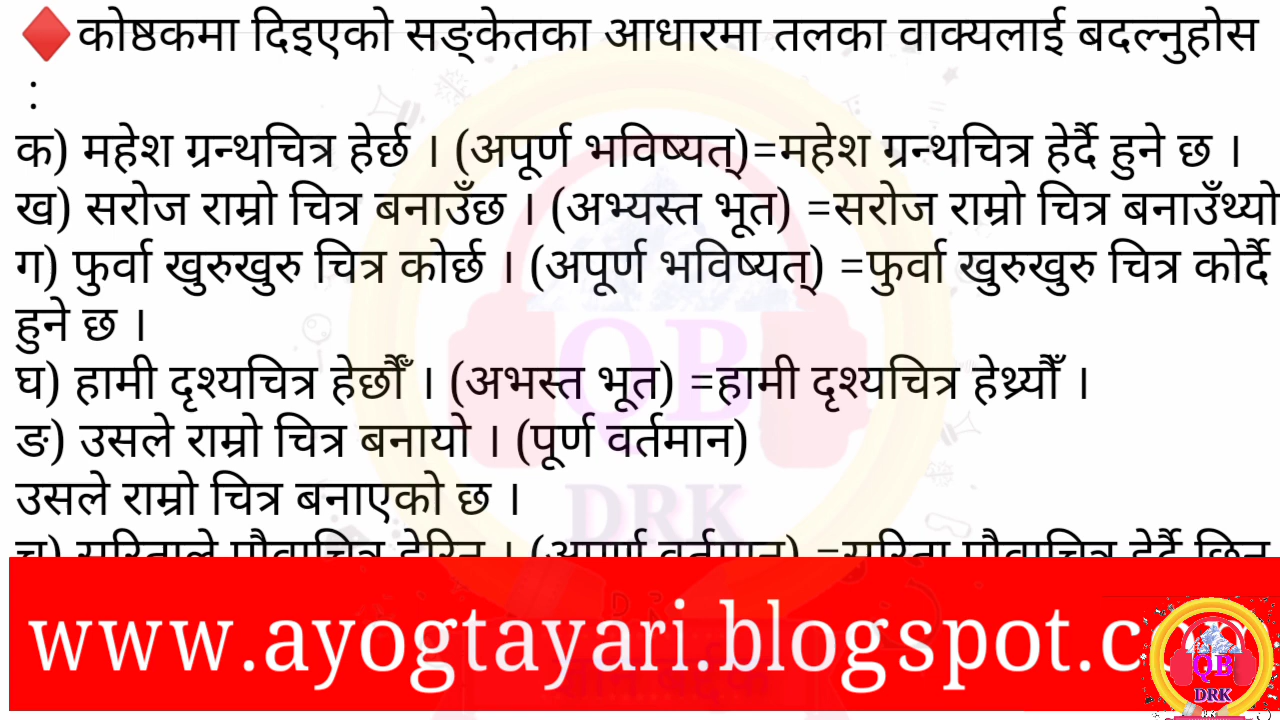 ♦️कोष्ठकमा दिइएको सङ्केतका आधारमा तलका वाक्यलाई बदल्नुहोस
:
क) महेश ग्रन्थचित्र हेर्छ । (अपूर्ण भविष्यत्)=महेश ग्रन्थचित्र हेर्दै हुने छ ।
ख) सरोज राम्रो चित्र बनाउँछ । (अभ्यस्त भूत) =सरोज राम्रो चित्र बनाउँथ्यो
ग) फुर्वा खुरुखुरु चित्र कोर्छ । (अपूर्ण भविष्यत्) =फुर्वा खुरुखुरु चित्र कोर्दै
हुने छ ।
घ) हामी दृश्यचित्र हेर्छौँ । (अभस्त भूत) =हामी दृश्यचित्र हेथ्र्यौँ ।
ङ) उसले राम्रो चित्र बनायो । (पूर्ण वर्तमान)
उसले राम्रो चित्र बनाएको छ ।
QB
DRK
www.ayogtayari.blogspot.c
QB
DRK